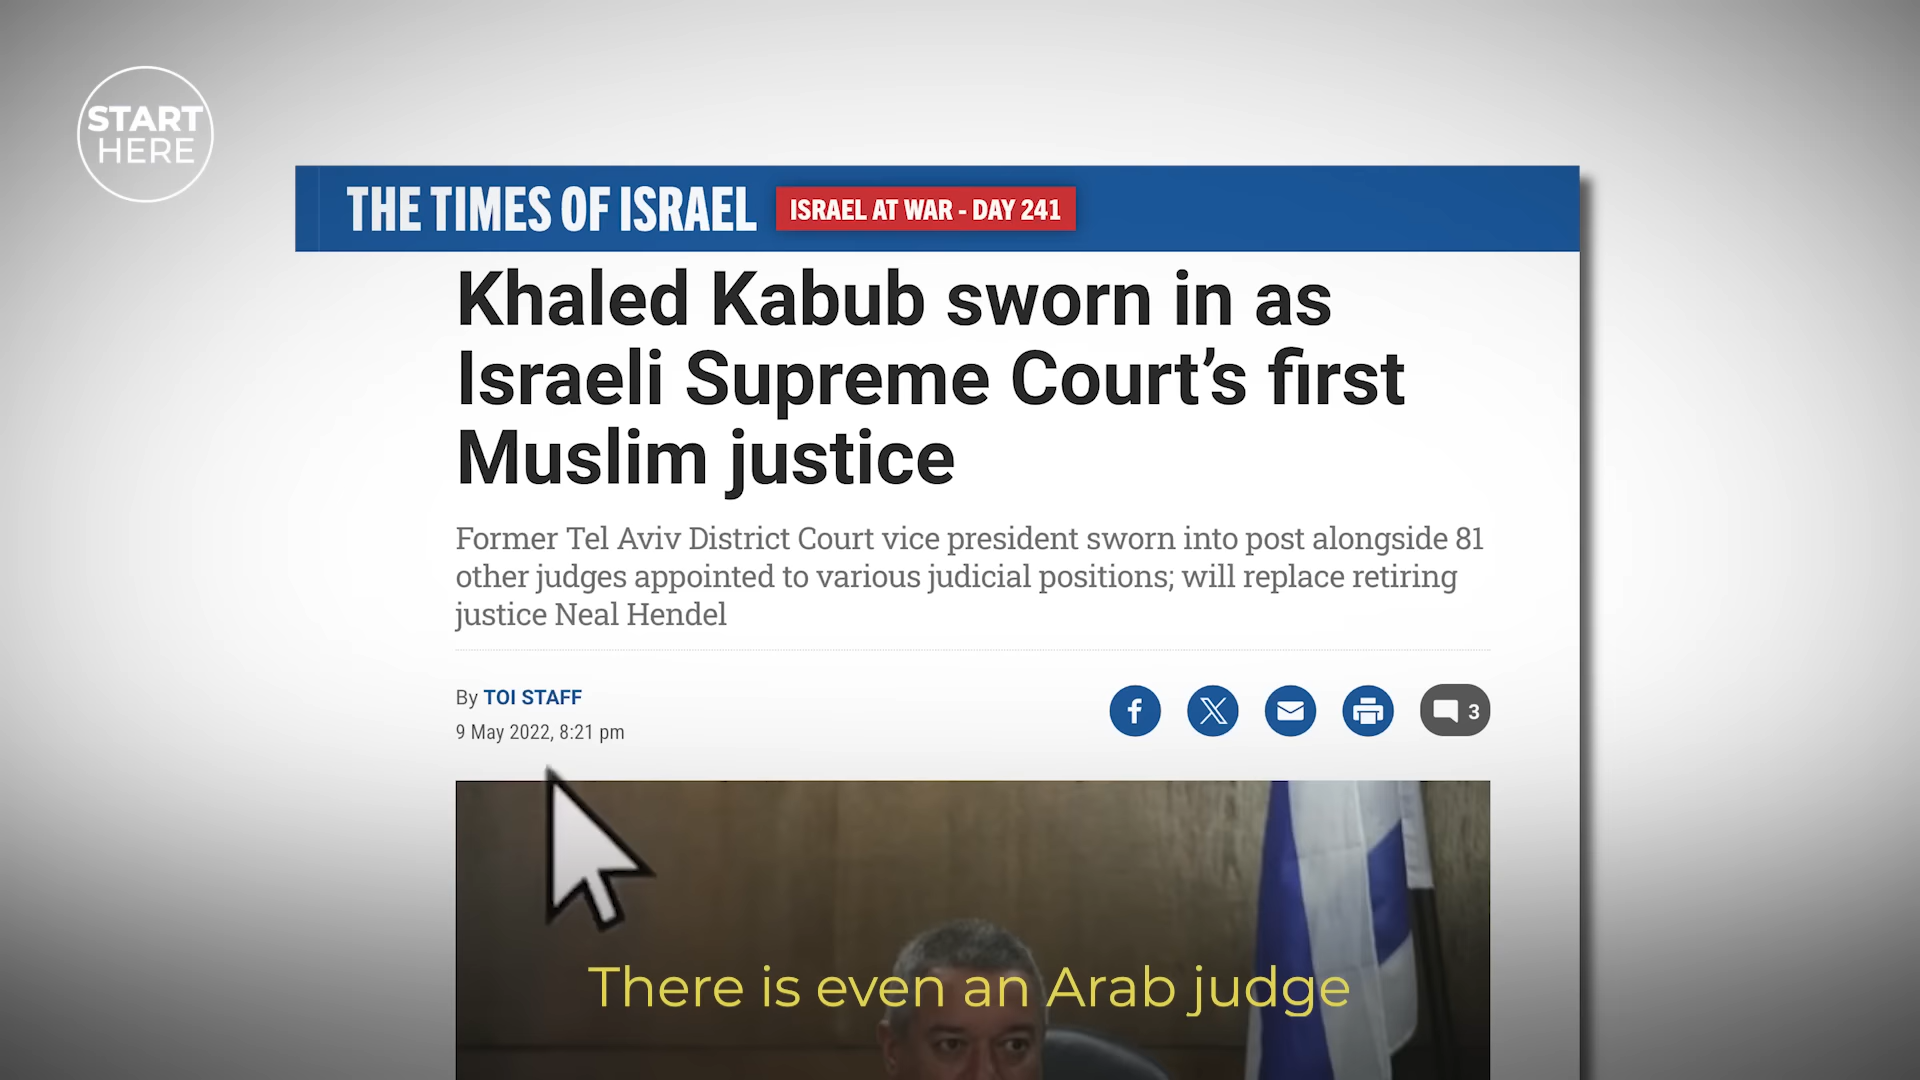 START
HERE
THE TIMES OF ISRAEL
ISRAEL AT WAR - DAY 241
Khaled Kabub sworn in as
Israeli Supreme Court’s first
Muslim justice
Former Tel Aviv District Court vice president sworn into post alongside 81
other judges appointed to various judicial positions; will replace retiring
justice Neal Hendel
By TOI STAFF
9 May 2022, 8:21 pm
3
There is even an Arab judge